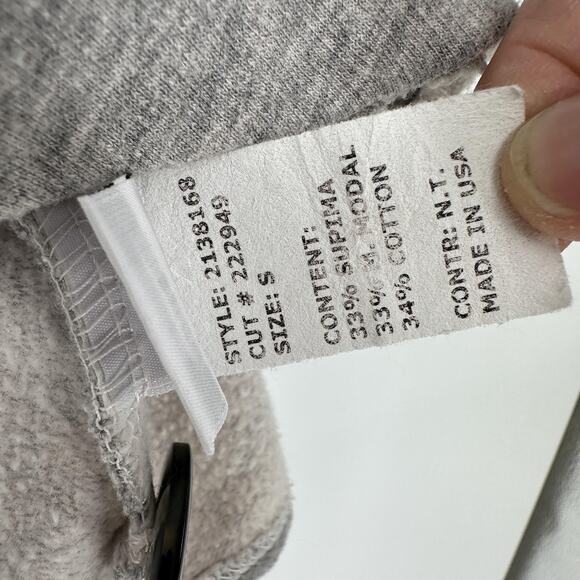 STYLE: 2138168
CUT # 222949
SIZE: S
CONTENT:
33% SUPIMA
33% M. MODAL
34% COTTON
CONTR: N.T.
MADE IN USA